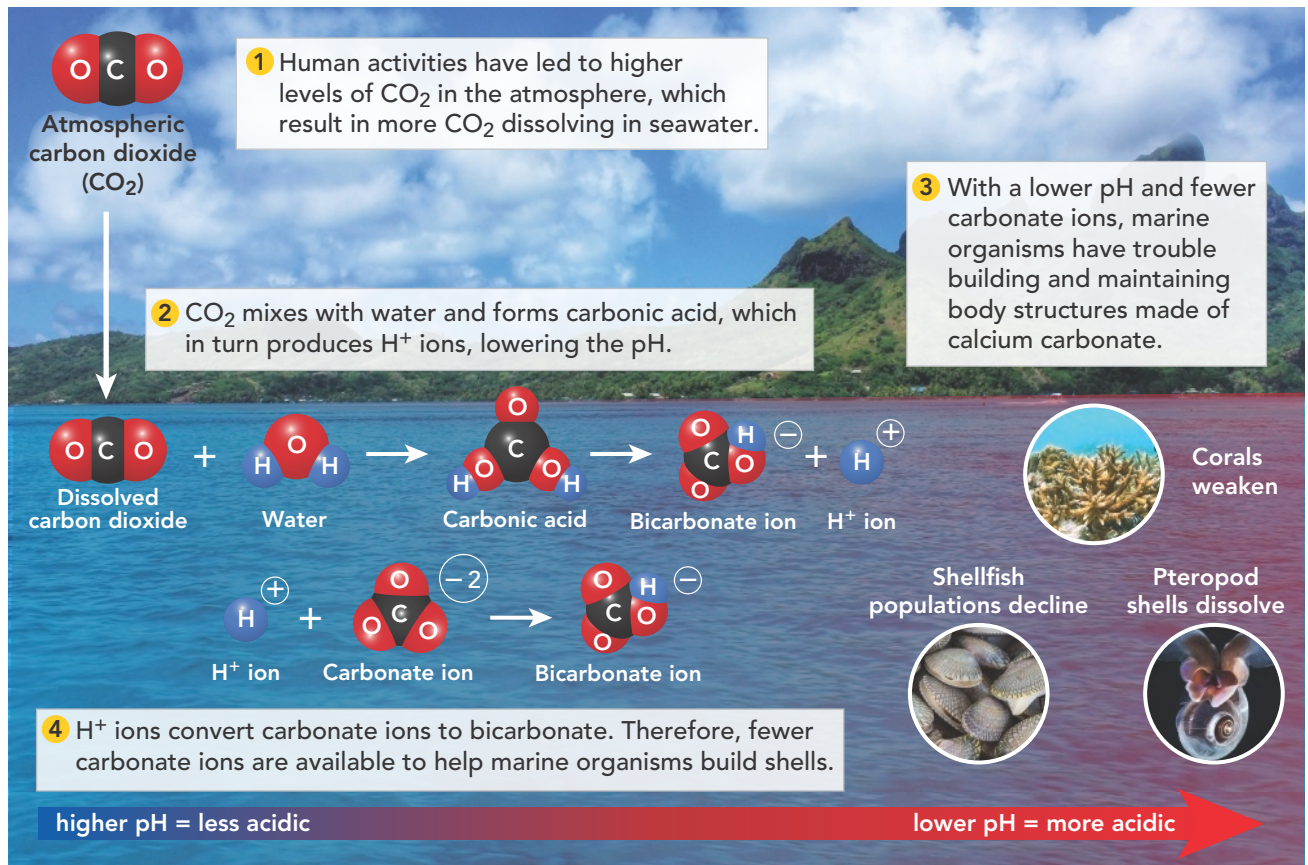 O C O
Atmospheric
carbon dioxide
(CO₂)
1 Human activities have led to higher
levels of CO₂ in the atmosphere, which
result in more CO₂ dissolving in seawater.
2 CO₂ mixes with water and forms carbonic acid, which
in turn produces H⁺ ions, lowering the pH.
3 With a lower pH and fewer
carbonate ions, marine
organisms have trouble
building and maintaining
body structures made of
calcium carbonate.
O C O
Dissolved
carbon dioxide
+
O
H H
Water
O
C
O O
H H
Carbonic acid
O H −
C O
O
Bicarbonate ion
+
H +
H⁺ ion
Corals
weaken
H +
H⁺ ion
+
O −2
C
O O
Carbonate ion
O H −
C O
O
Bicarbonate ion
Shellfish
populations decline
Pteropod
shells dissolve
4 H⁺ ions convert carbonate ions to bicarbonate. Therefore, fewer
carbonate ions are available to help marine organisms build shells.
higher pH = less acidic
lower pH = more acidic